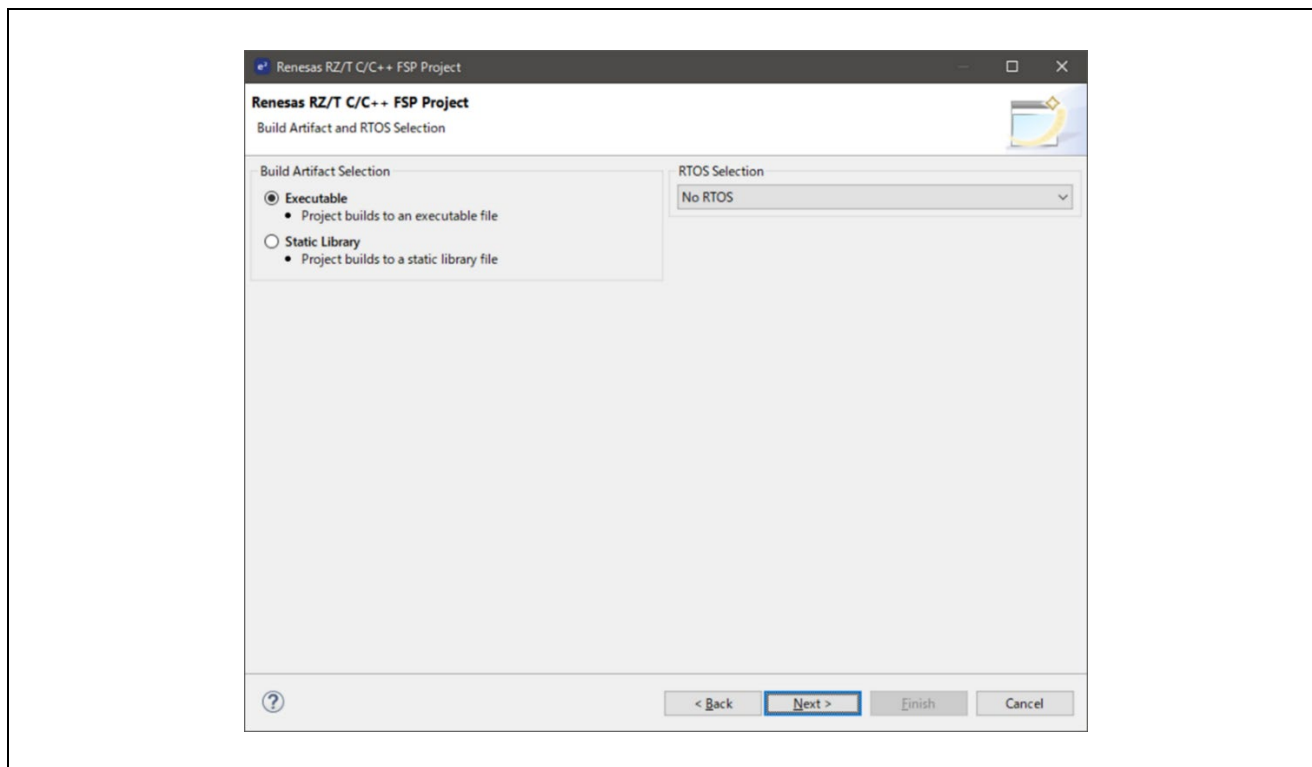 e² Renesas RZ/T C/C++ FSP Project
Renesas RZ/T C/C++ FSP Project
Build Artifact and RTOS Selection
Build Artifact Selection
Executable
• Project builds to an executable file
Static Library
• Project builds to a static library file
RTOS Selection
No RTOS
?
< Back
Next >
Finish
Cancel